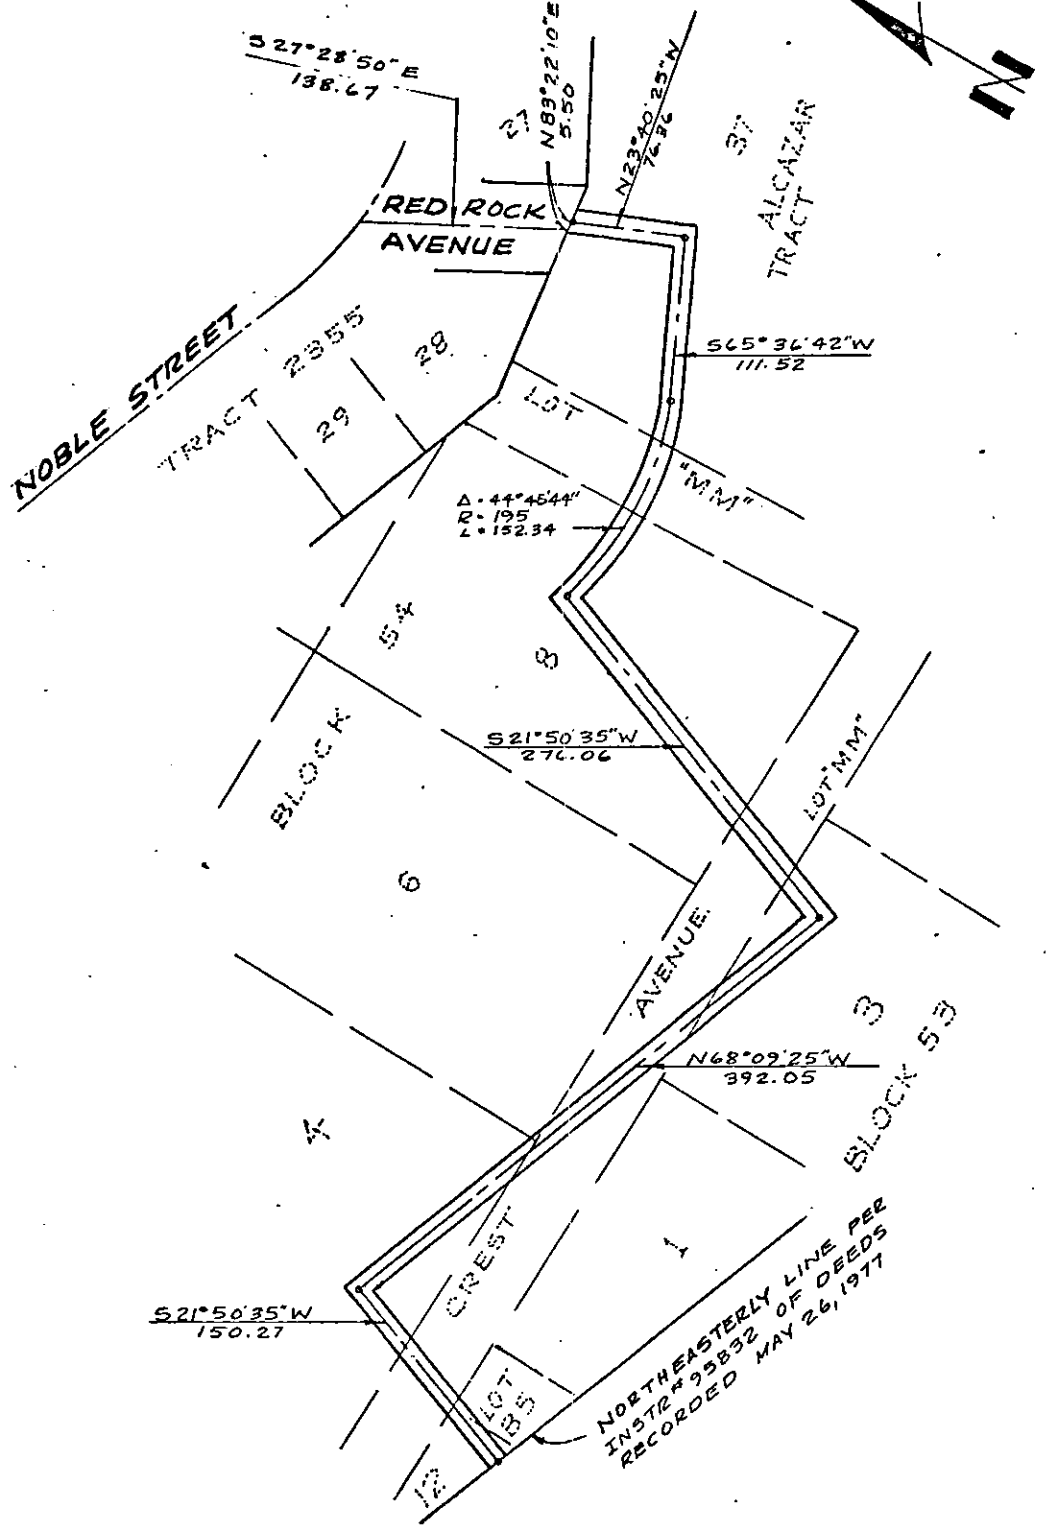 N
S27°28'50"E
138.67
N83°22'10"E
5.50
N23°40'25"W
76.36
27
37
ALCAZAR
TRACT
RED ROCK
AVENUE
NOBLE STREET
TRACT 2355
28
29
S65°36'42"W
111.52
LOT
"MM"
Δ=44°45'44"
R=195
L=152.34
54
8
BLOCK
S21°50'35"W
276.06
LOT "MM"
6
AVENUE
3
BLOCK 53
N68°09'25"W
392.05
4
CREST
1
S21°50'35"W
150.27
LOT
B5
12
NORTHEASTERLY LINE PER
INSTR# 95832 OF DEEDS
RECORDED MAY 26, 1977